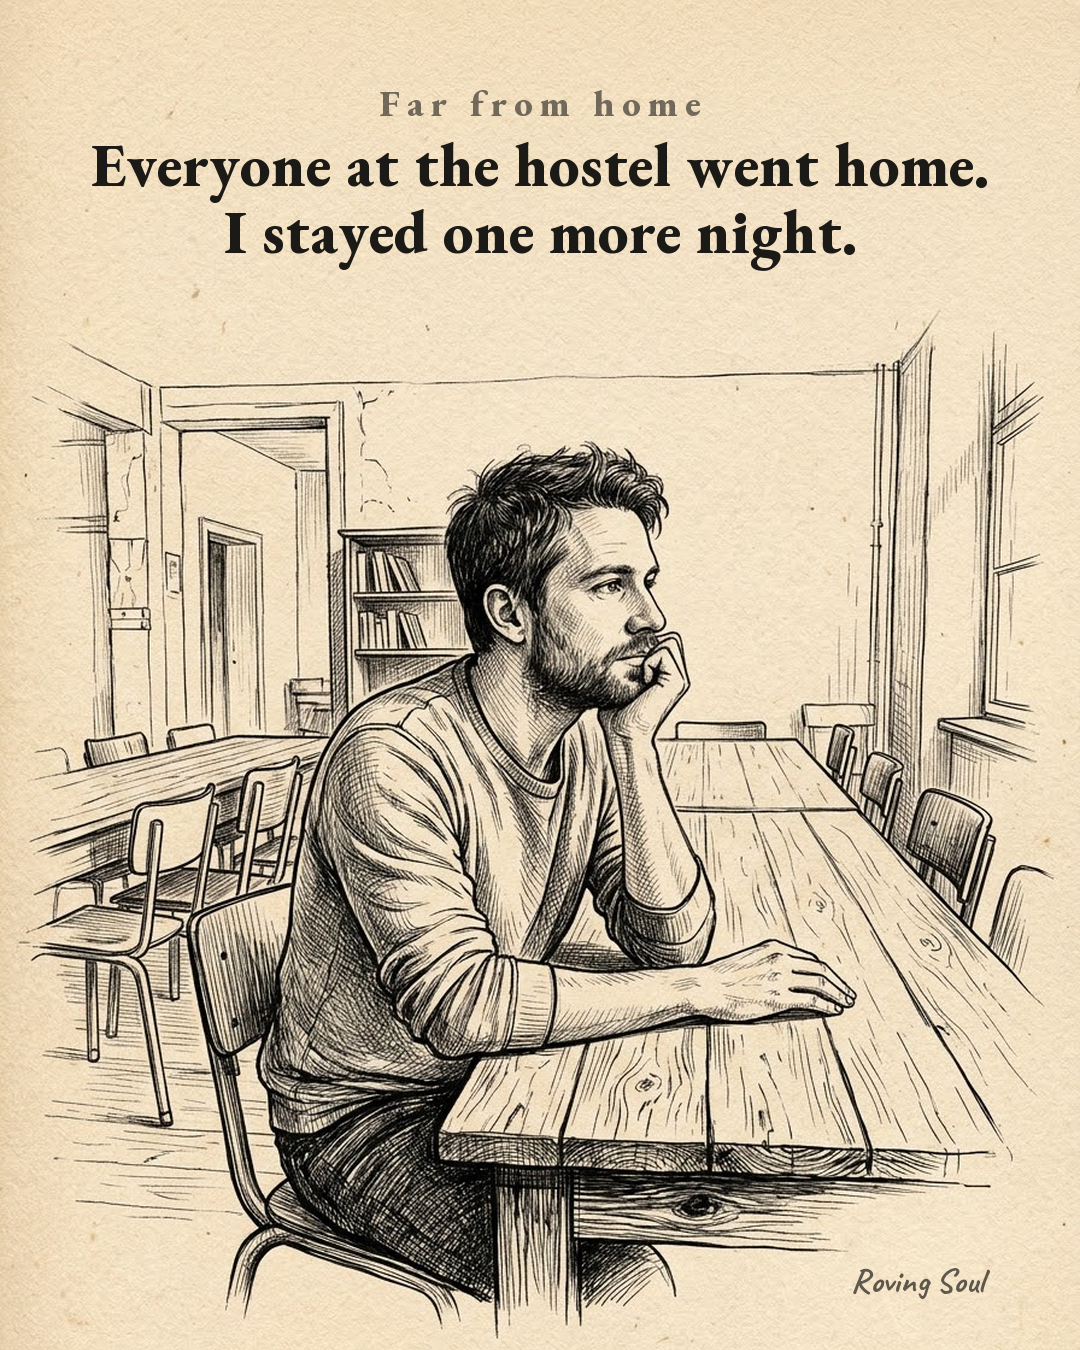 Far from home
Everyone at the hostel went home.
I stayed one more night.
Roving Soul